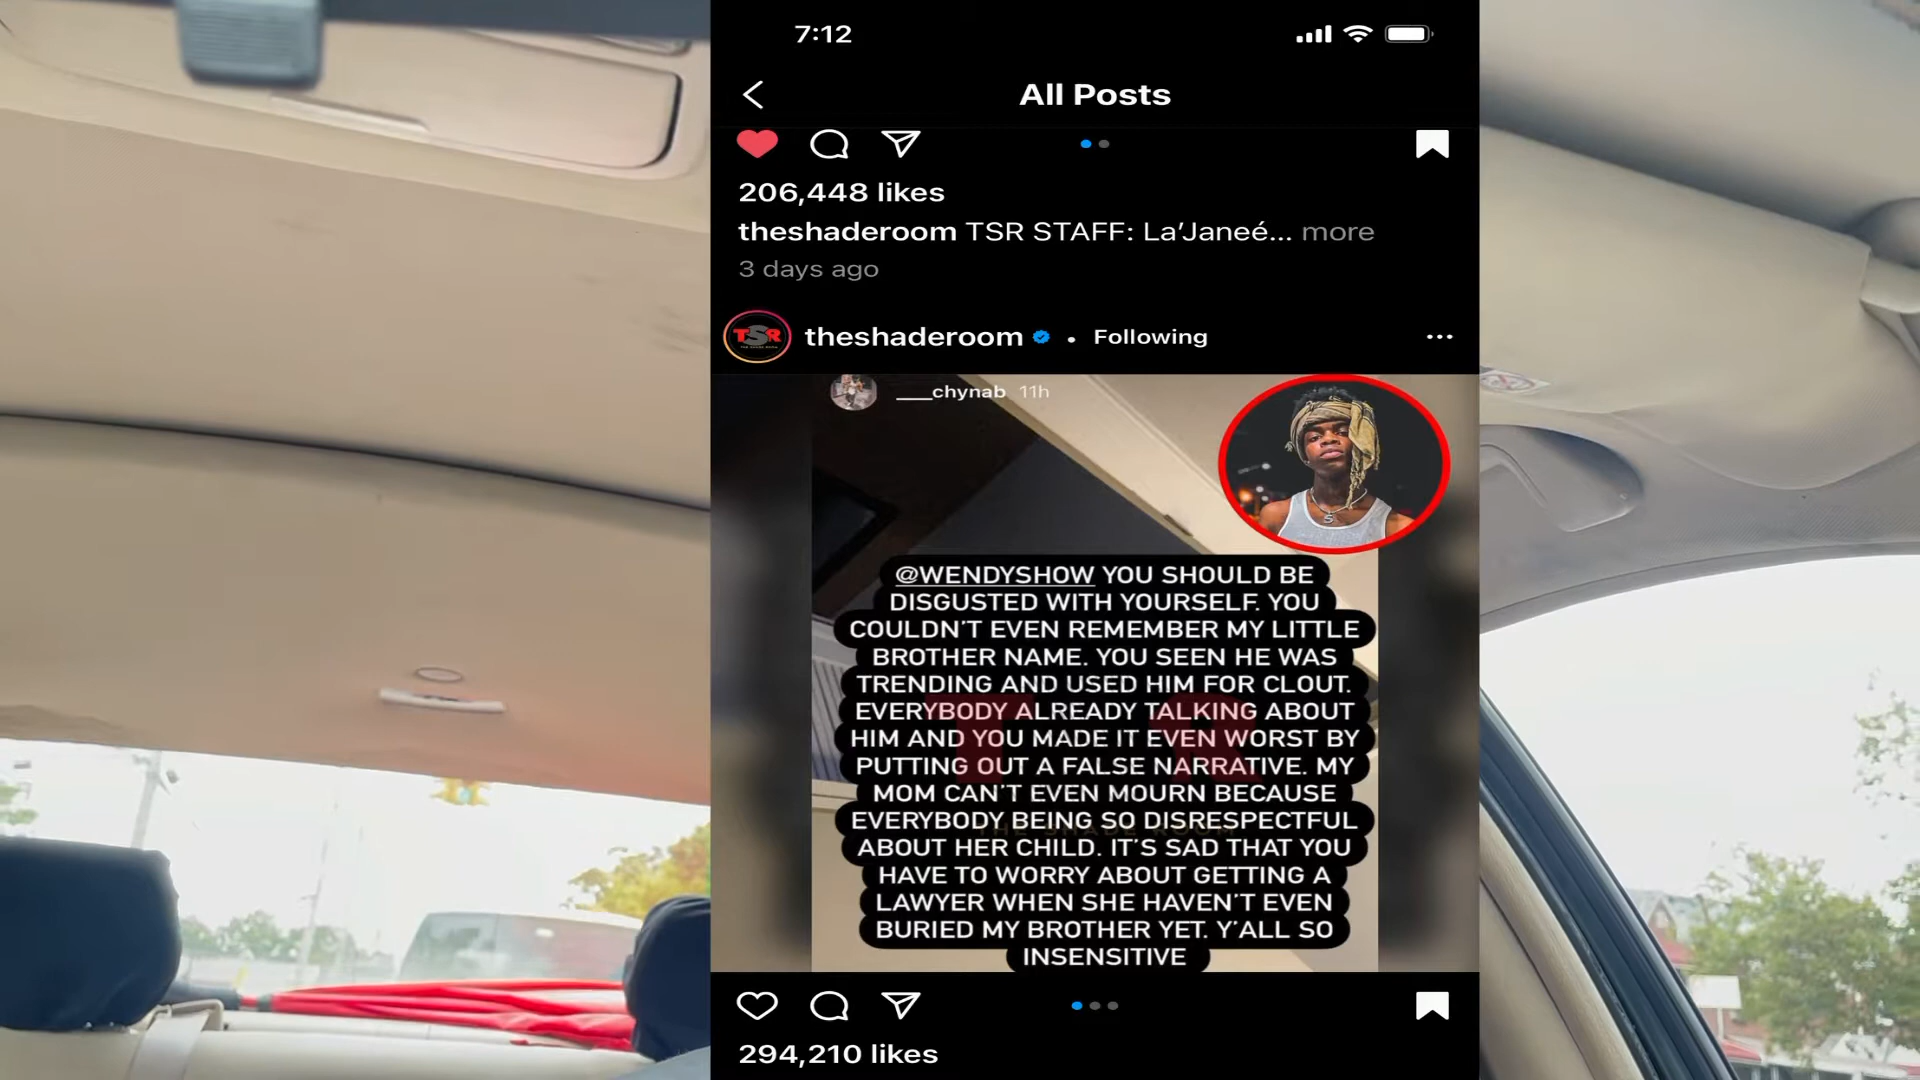 7:12
All Posts
206,448 likes
theshaderoom TSR STAFF: La’Janeé... more
3 days ago
TSR
theshaderoom • Following
___chynab 11h
@WENDYSHOW YOU SHOULD BE
DISGUSTED WITH YOURSELF. YOU
COULDN’T EVEN REMEMBER MY LITTLE
BROTHER NAME. YOU SEEN HE WAS
TRENDING AND USED HIM FOR CLOUT.
EVERYBODY ALREADY TALKING ABOUT
HIM AND YOU MADE IT EVEN WORST BY
PUTTING OUT A FALSE NARRATIVE. MY
MOM CAN’T EVEN MOURN BECAUSE
EVERYBODY BEING SO DISRESPECTFUL
ABOUT HER CHILD. IT’S SAD THAT YOU
HAVE TO WORRY ABOUT GETTING A
LAWYER WHEN SHE HAVEN’T EVEN
BURIED MY BROTHER YET. Y’ALL SO
INSENSITIVE
294,210 likes